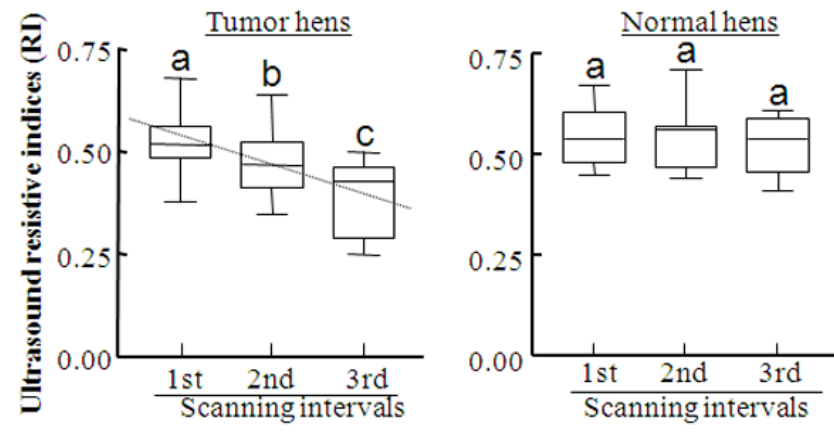 Ultrasound resistive indices (RI)
Tumor hens
0.75
0.50
0.25
0.00
a
b
c
1st 2nd 3rd
Scanning intervals
Normal hens
0.75
0.50
0.25
0.00
a
a
a
1st 2nd 3rd
Scanning intervals